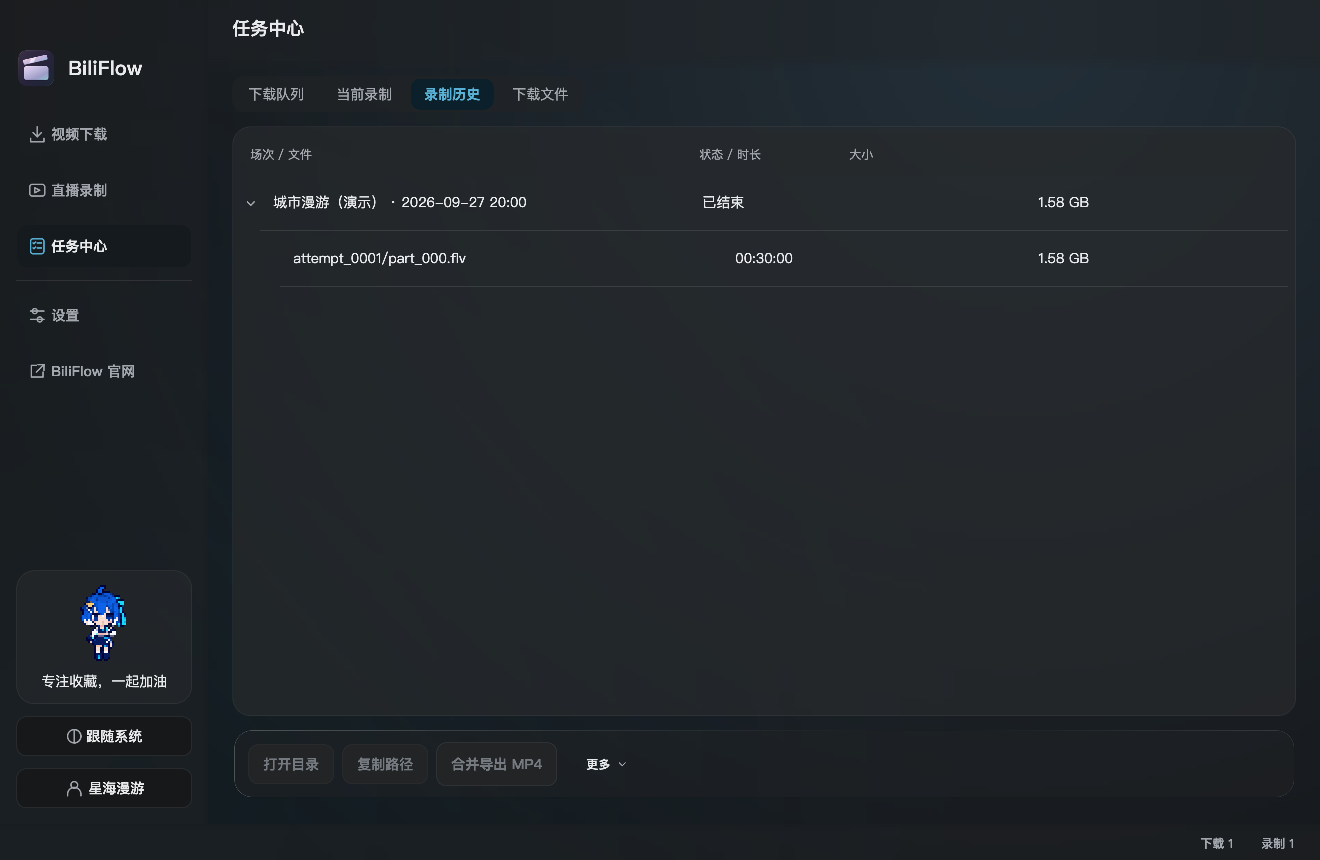 任务中心
BiliFlow
视频下载
直播录制
任务中心
设置
BiliFlow 官网
专注收藏，一起加油
跟随系统
星海漫游
下载队列 当前录制 录制历史 下载文件
场次 / 文件 状态 / 时长 大小
城市漫游（演示） · 2026-09-27 20:00 已结束 1.58 GB
attempt_0001/part_000.flv 00:30:00 1.58 GB
打开目录 复制路径 合并导出 MP4 更多
下载 1 录制 1